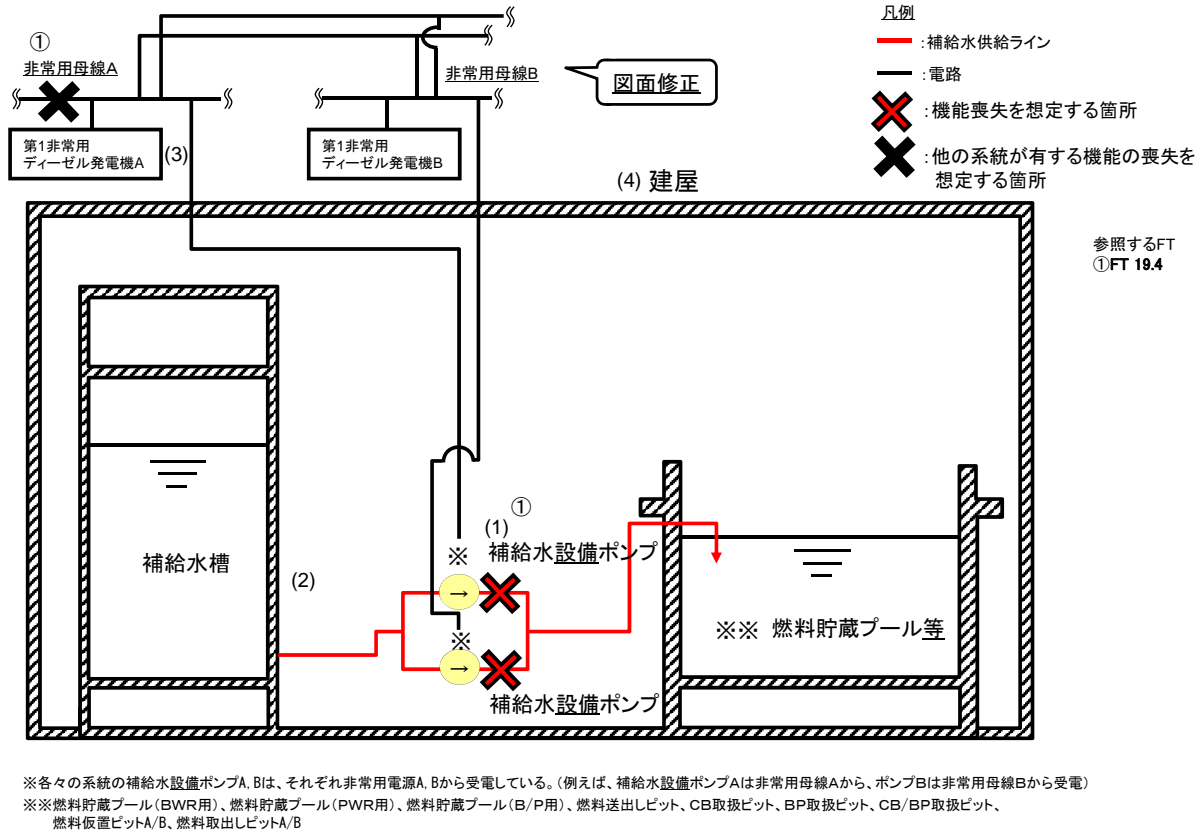 ①
非常用母線A
非常用母線B
図面修正
第1非常用
ディーゼル発電機A
(3)
第1非常用
ディーゼル発電機B
凡例
:補給水供給ライン
:電路
:機能喪失を想定する箇所
:他の系統が有する機能の喪失を
想定する箇所
(4) 建屋
参照するFT
①FT 19.4
①
(1)
※ 補給水設備ポンプ
→
補給水槽
(2)
※
→
補給水設備ポンプ
※※ 燃料貯蔵プール等
※各々の系統の補給水設備ポンプA, Bは、それぞれ非常用電源A, Bから受電している。(例えば、補給水設備ポンプAは非常用母線Aから、ポンプBは非常用母線Bから受電)
※※燃料貯蔵プール(BWR用)、燃料貯蔵プール(PWR用)、燃料貯蔵プール(B/P用)、燃料送出しピット、CB取扱ピット、BP取扱ピット、CB/BP取扱ピット、
燃料仮置ピットA/B、燃料取出しピットA/B